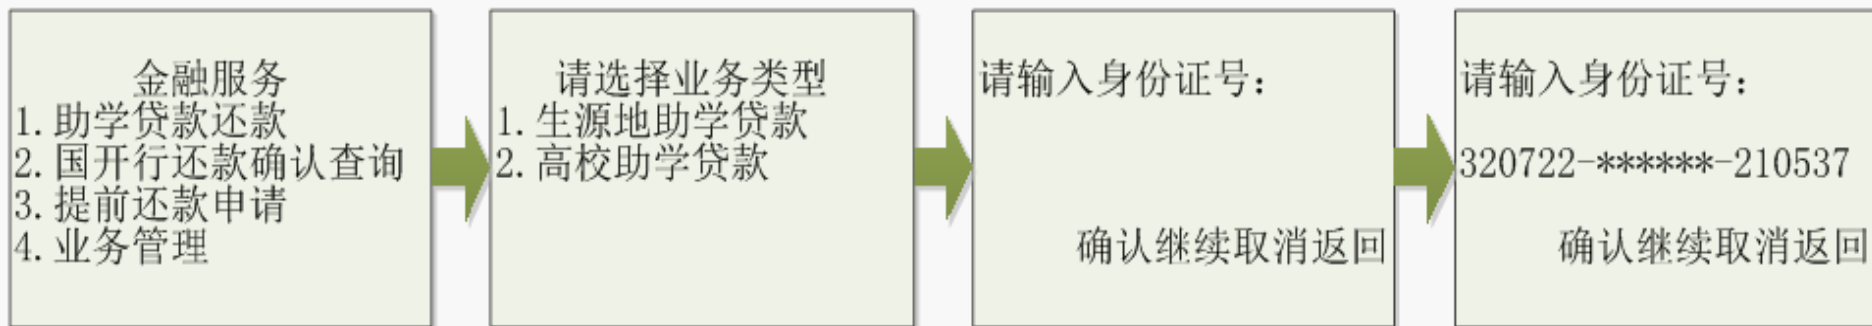 金融服务
1.助学贷款还款
2.国开行还款确认查询
3.提前还款申请
4.业务管理
请选择业务类型
1.生源地助学贷款
2.高校助学贷款
请输入身份证号：
确认继续取消返回
请输入身份证号：
320722-******-210537
确认继续取消返回